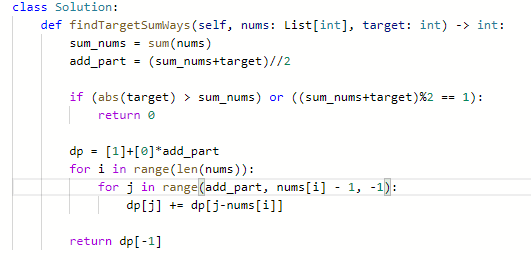 class Solution:
    def findTargetSumWays(self, nums: List[int], target: int) -> int:
        sum_nums = sum(nums)
        add_part = (sum_nums+target)//2
        if (abs(target) > sum_nums) or ((sum_nums+target)%2 == 1):
            return 0
        dp = [1]+[0]*add_part
        for i in range(len(nums)):
            for j in range(add_part, nums[i] - 1, -1):
                dp[j] += dp[j-nums[i]]
        return dp[-1]